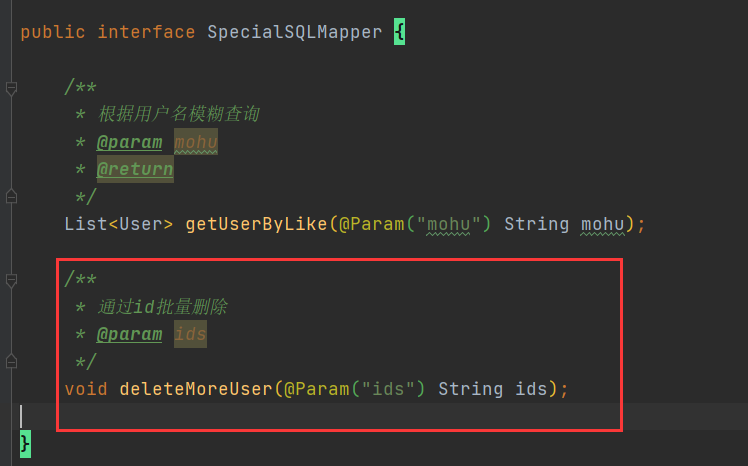 public interface SpecialSQLMapper {
/**
* 根据用户名模糊查询
* @param mohu
* @return
*/
List<User> getUserByLike(@Param("mohu") String mohu);
/**
* 通过id批量删除
* @param ids
*/
void deleteMoreUser(@Param("ids") String ids);
}